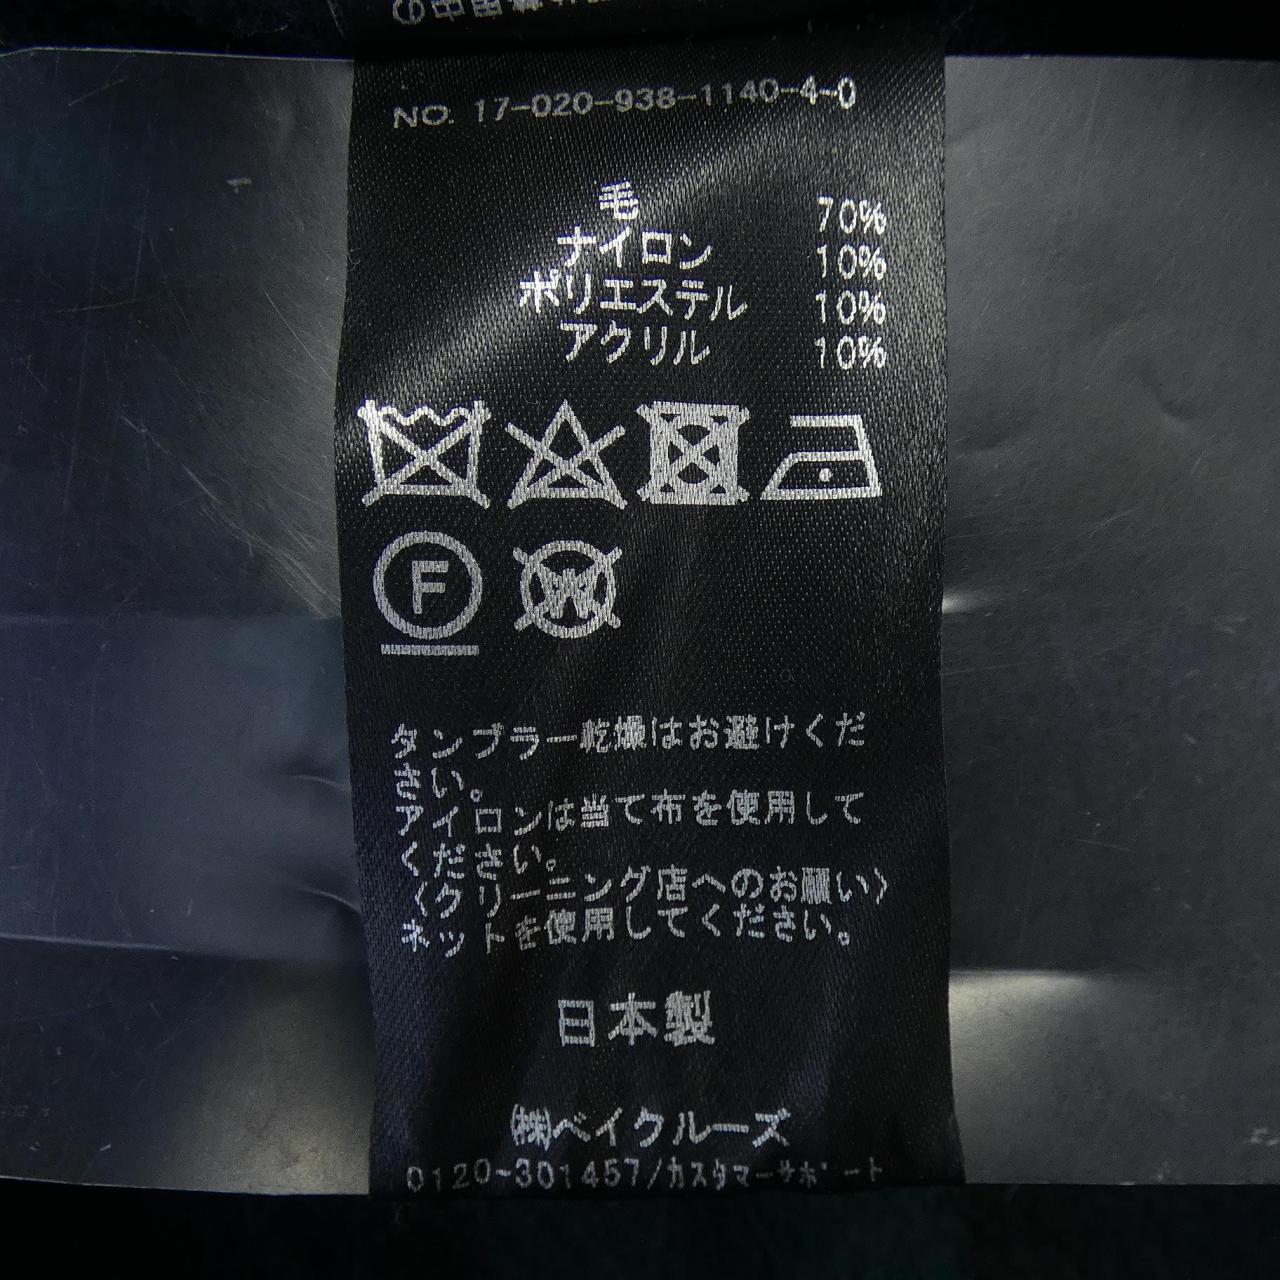 NO. 17-020-938-1140-4-0
毛 70%
ナイロン 10%
ポリエステル 10%
アクリル 10%
F
W
タンブラー乾燥はお避けくだ
さい。
アイロンは当て布を使用して
ください。
〈クリーニング店へのお願い〉
ネットを使用してください。
日本製
㈱ベイクルーズ
0120-301457/カスタマーサポート